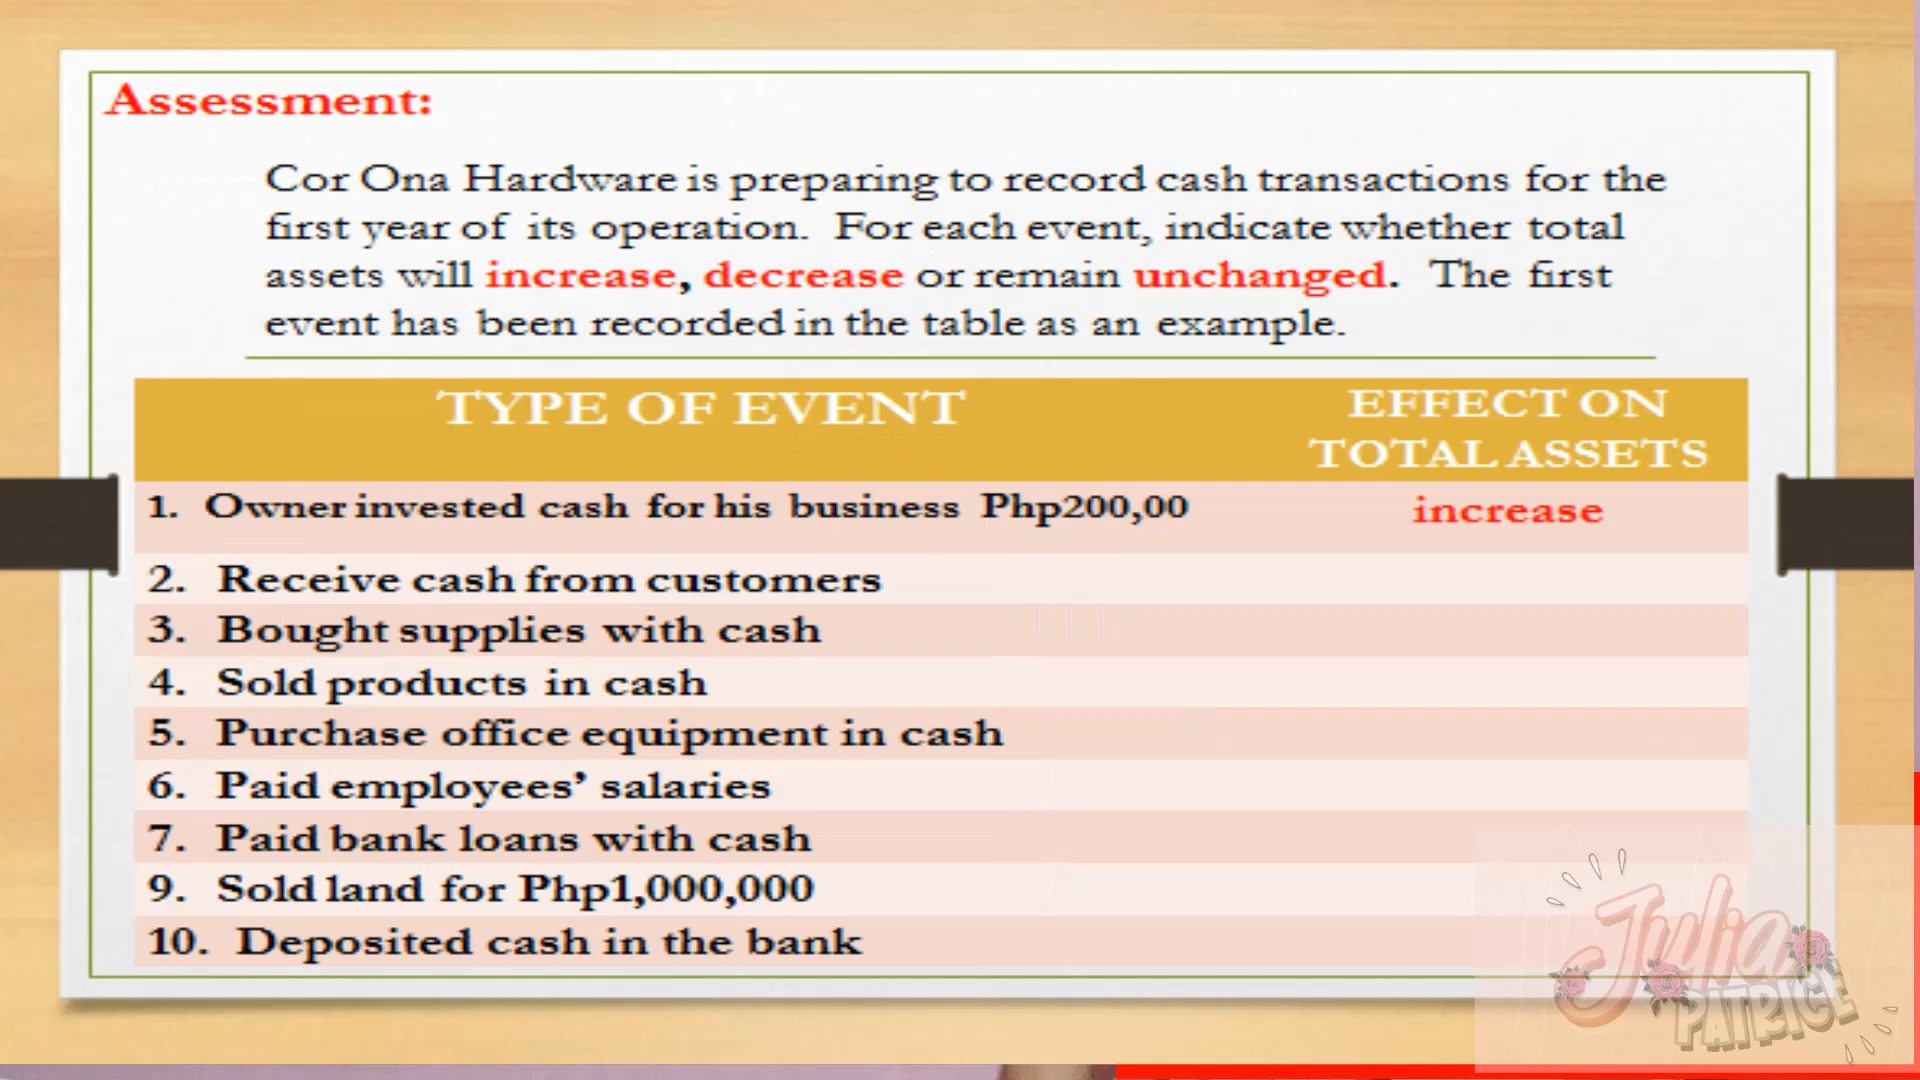 Assessment:
Cor Ona Hardware is preparing to record cash transactions for the
first year of its operation. For each event, indicate whether total
assets will increase, decrease or remain unchanged. The first
event has been recorded in the table as an example.
TYPE OF EVENT
EFFECT ON
TOTAL ASSETS
1. Owner invested cash for his business Php200,00
increase
2. Receive cash from customers
3. Bought supplies with cash
4. Sold products in cash
5. Purchase office equipment in cash
6. Paid employees’ salaries
7. Paid bank loans with cash
9. Sold land for Php1,000,000
10. Deposited cash in the bank
Julia
PATRICE